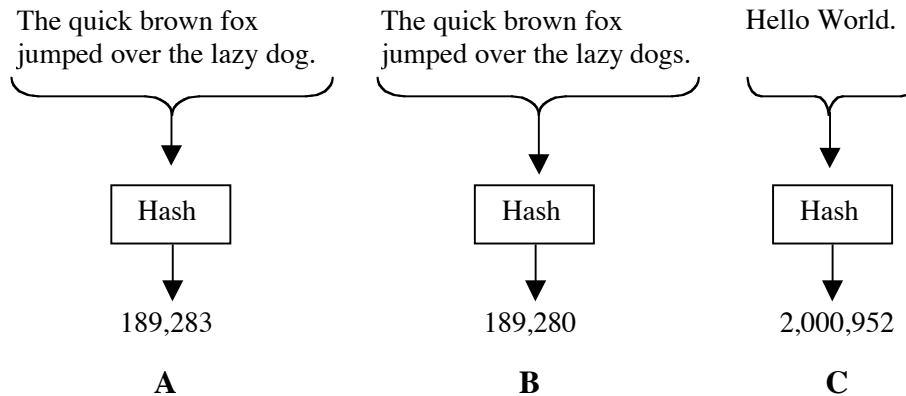 The quick brown fox
jumped over the lazy dog.
Hash
189,283
A
The quick brown fox
jumped over the lazy dogs.
Hash
189,280
B
Hello World.
Hash
2,000,952
C